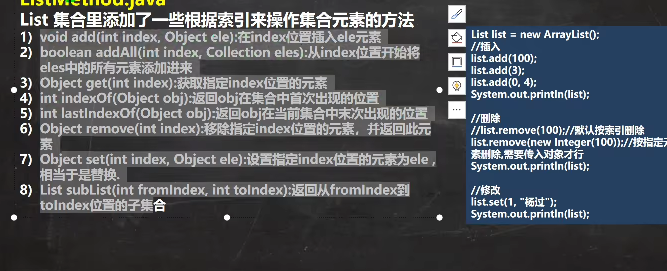 ListMethod.java
List 集合里添加了一些根据索引来操作集合元素的方法
1) void add(int index, Object ele):在index位置插入ele元素
2) boolean addAll(int index, Collection eles):从index位置开始将
eles中的所有元素添加进来
3) Object get(int index):获取指定index位置的元素
4) int indexOf(Object obj):返回obj在集合中首次出现的位置
5) int lastIndexOf(Object obj):返回obj在当前集合中末次出现的位置
6) Object remove(int index):移除指定index位置的元素，并返回此元
素
7) Object set(int index, Object ele):设置指定index位置的元素为ele ,
相当于是替换.
8) List subList(int fromIndex, int toIndex):返回从fromIndex到
toIndex位置的子集合
List list = new ArrayList();
//插入
list.add(100);
list.add(3);
list.add(0, 4);
System.out.println(list);
//删除
//list.remove(100);//默认按索引删除
list.remove(new Integer(100));//按指定元
素删除,需要传入对象才行
System.out.println(list);
//修改
list.set(1, "杨过");
System.out.println(list);